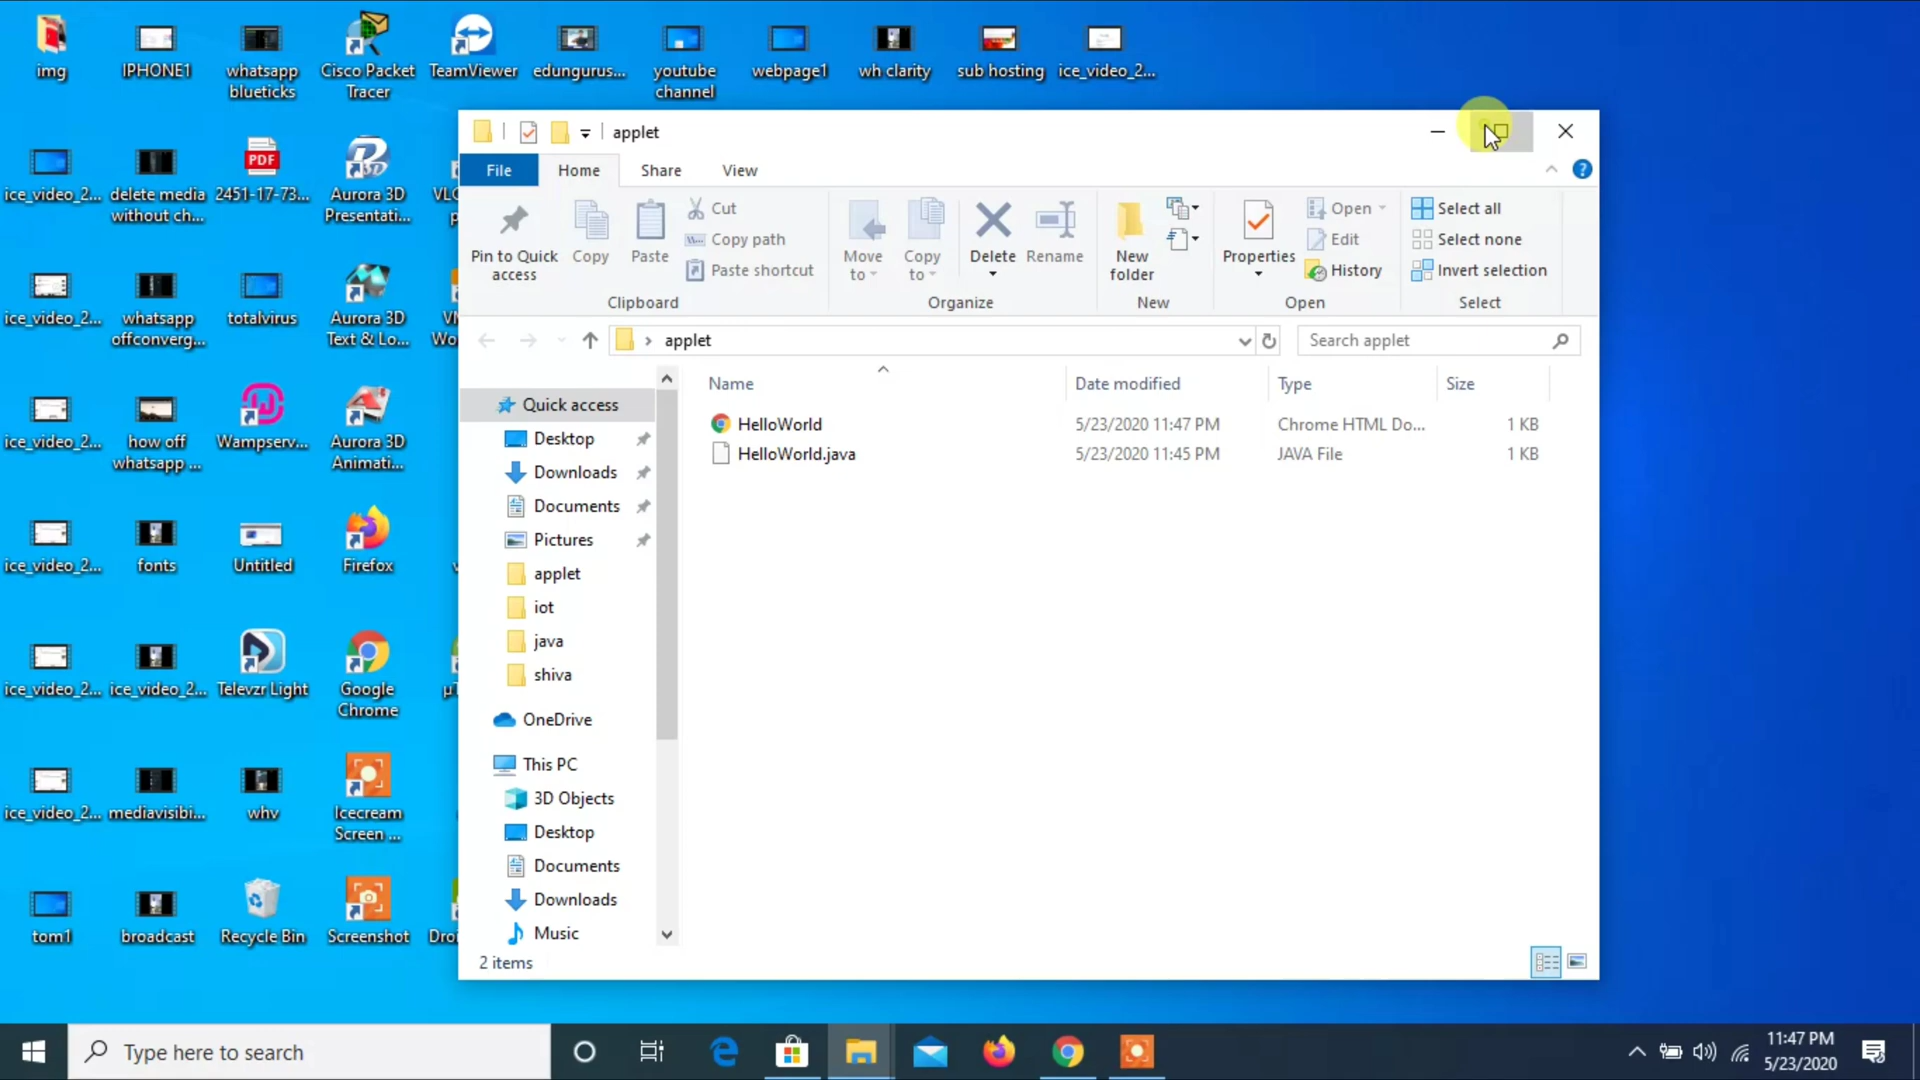 img
IPHONE1
whatsapp
blueticks
Cisco Packet
Tracer
TeamViewer
edungurus...
youtube
channel
webpage1
wh clarity
sub hosting
ice_video_2...
ice_video_2...
delete media
without ch...
PDF
2451-17-73...
Aurora 3D
Presentati...
VLC
p
ice_video_2...
whatsapp
offconverg...
totalvirus
Aurora 3D
Text & Lo...
VM
Wo
ice_video_2...
how off
whatsapp ...
Wampserv...
Aurora 3D
Animati...
ice_video_2...
fonts
Untitled
Firefox
ice_video_2...
ice_video_2...
Televzr Light
Google
Chrome
µT
ice_video_2...
mediavisibi...
whv
Icecream
Screen ...
tom1
broadcast
Recycle Bin
Screenshot
Droi
applet
File
Home
Share
View
Pin to Quick
access
Copy
Paste
Cut
Copy path
Paste shortcut
Clipboard
Move
to
Copy
to
Delete
Rename
Organize
New
folder
New
Properties
Open
Edit
History
Open
Select all
Select none
Invert selection
Select
applet
Search applet
Name
Date modified
Type
Size
HelloWorld
5/23/2020 11:47 PM
Chrome HTML Do...
1 KB
HelloWorld.java
5/23/2020 11:45 PM
JAVA File
1 KB
Quick access
Desktop
Downloads
Documents
Pictures
applet
iot
java
shiva
OneDrive
This PC
3D Objects
Desktop
Documents
Downloads
Music
2 items
Type here to search
11:47 PM
5/23/2020